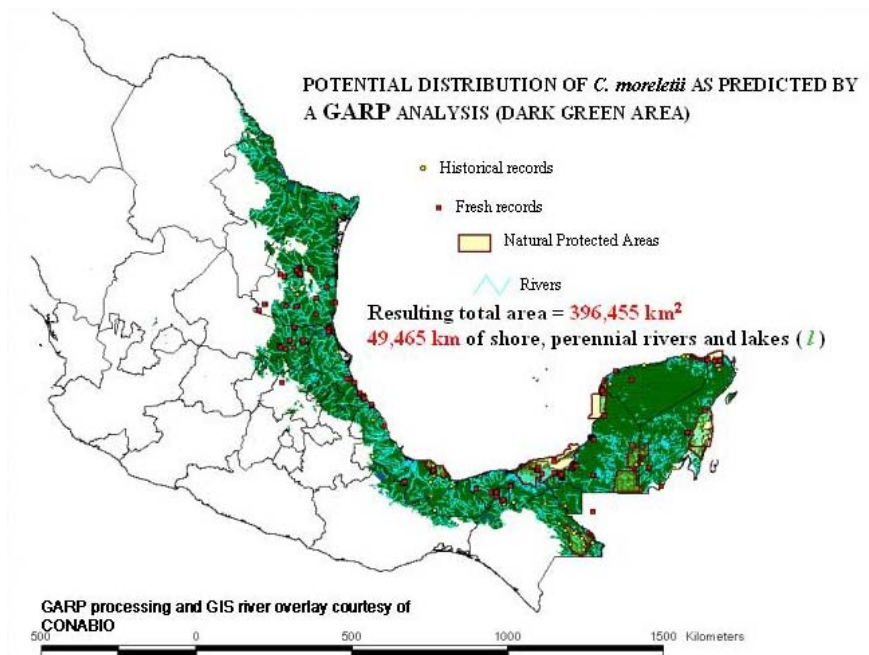 POTENTIAL DISTRIBUTION OF C. moreletii AS PREDICTED BY
A GARP ANALYSIS (DARK GREEN AREA)
Historical records
Fresh records
Natural Protected Areas
Rivers
Resulting total area = 396,455 km²
49,465 km of shore, perennial rivers and lakes ( l )
GARP processing and GIS river overlay courtesy of
CONABIO
500 0 500 1000 1500 Kilometers